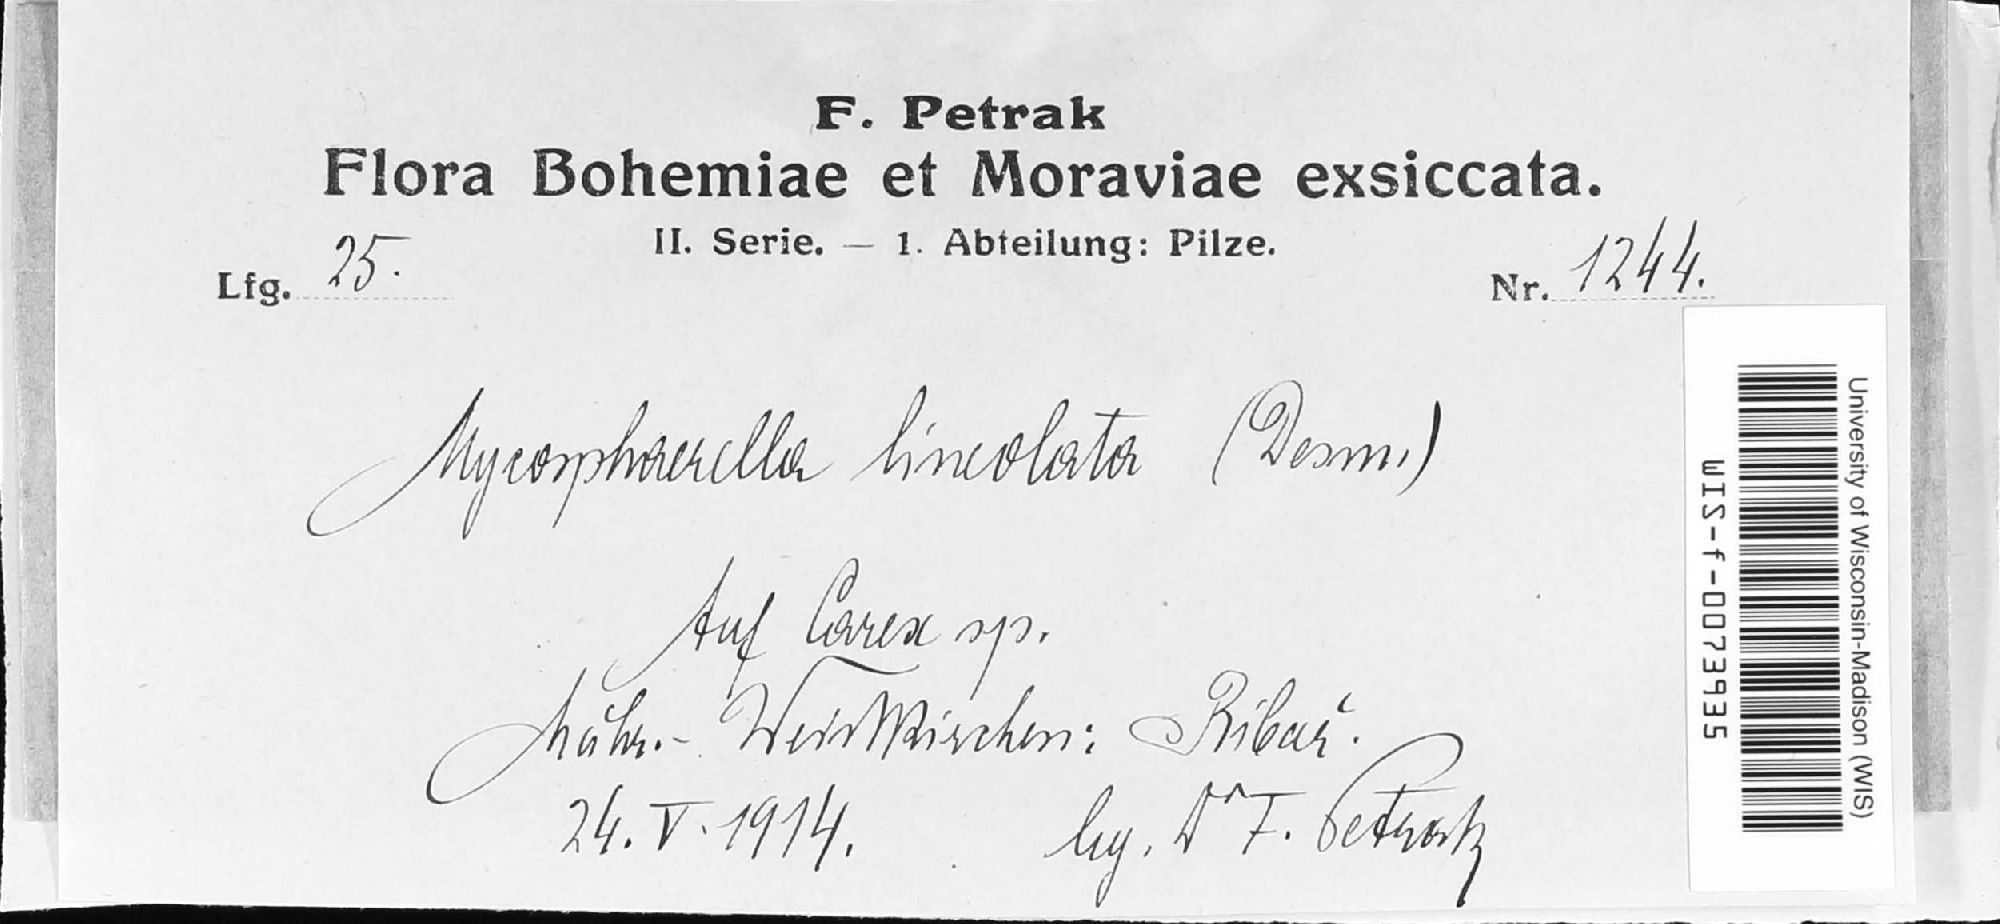 F. Petrak
Flora Bohemiae et Moraviae exsiccata.
II. Serie. — 1. Abteilung: Pilze.
Lfg. 25.
Nr. 1244.
Mycosphaerella lineolata (Desm.)
Auf Carex sp.
Mähr.- Weisskirchen: Ribař.
24. V. 1914.
leg. Dr F. Petrak
University of Wisconsin-Madison (WIS)
WIS-f-0073935